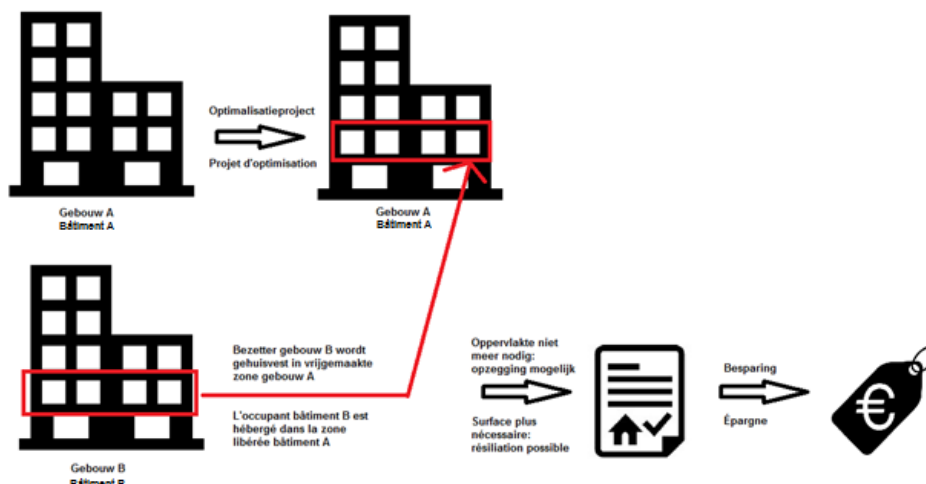 Optimalisatieproject
Projet d'optimisation
Gebouw A
Bâtiment A
Gebouw A
Bâtiment A
Bezetter gebouw B wordt
gehuisvest in vrijgemaakte
zone gebouw A
L'occupant bâtiment B est
hébergé dans la zone
libérée bâtiment A
Oppervlakte niet
meer nodig:
opzegging mogelijk
Surface plus
nécessaire:
résiliation possible
Besparing
Épargne
€
Gebouw B
Bâtiment B